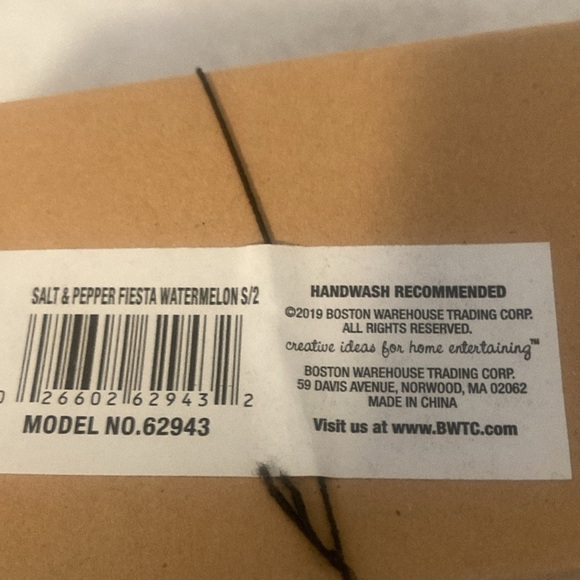 SALT & PEPPER FIESTA WATERMELON S/2
0 26602 62943 2
MODEL NO.62943
HANDWASH RECOMMENDED
©2019 BOSTON WAREHOUSE TRADING CORP.
ALL RIGHTS RESERVED.
creative ideas for home entertaining™
BOSTON WAREHOUSE TRADING CORP.
59 DAVIS AVENUE, NORWOOD, MA 02062
MADE IN CHINA
Visit us at www.BWTC.com